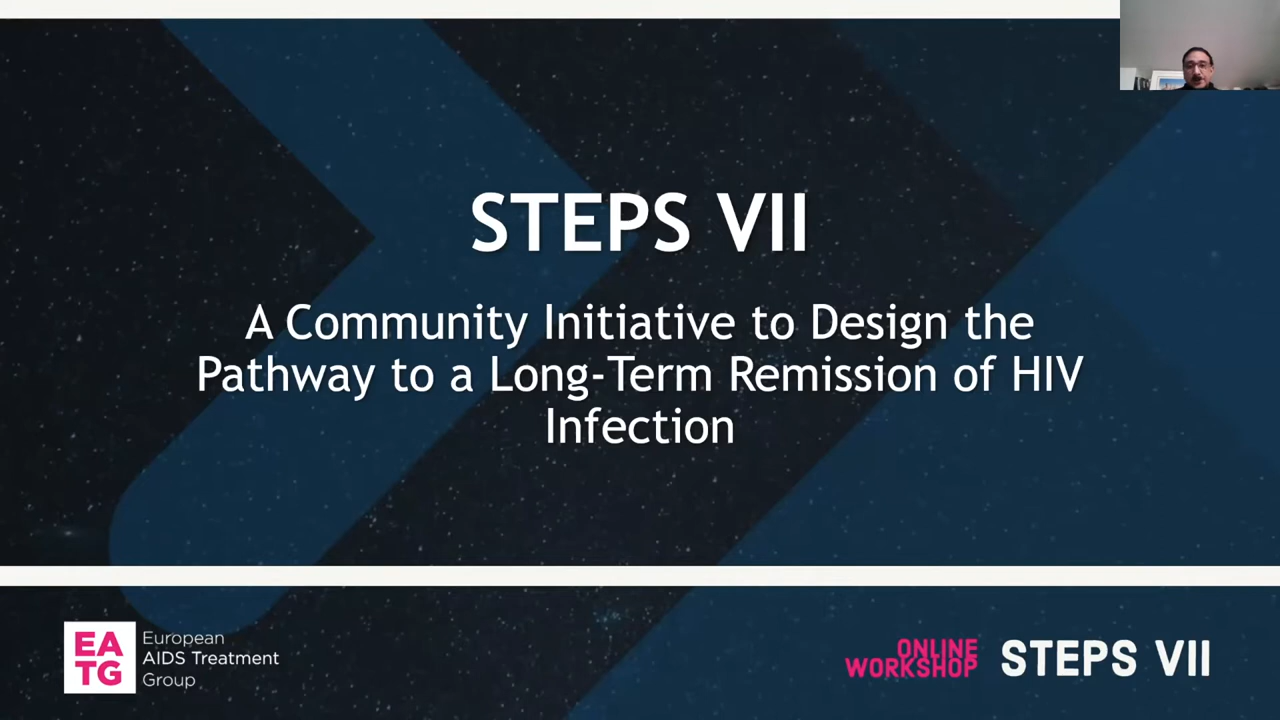 STEPS VII
A Community Initiative to Design the
Pathway to a Long-Term Remission of HIV
Infection
EA
TG
European
AIDS Treatment
Group
ONLINE
WORKSHOP
STEPS VII